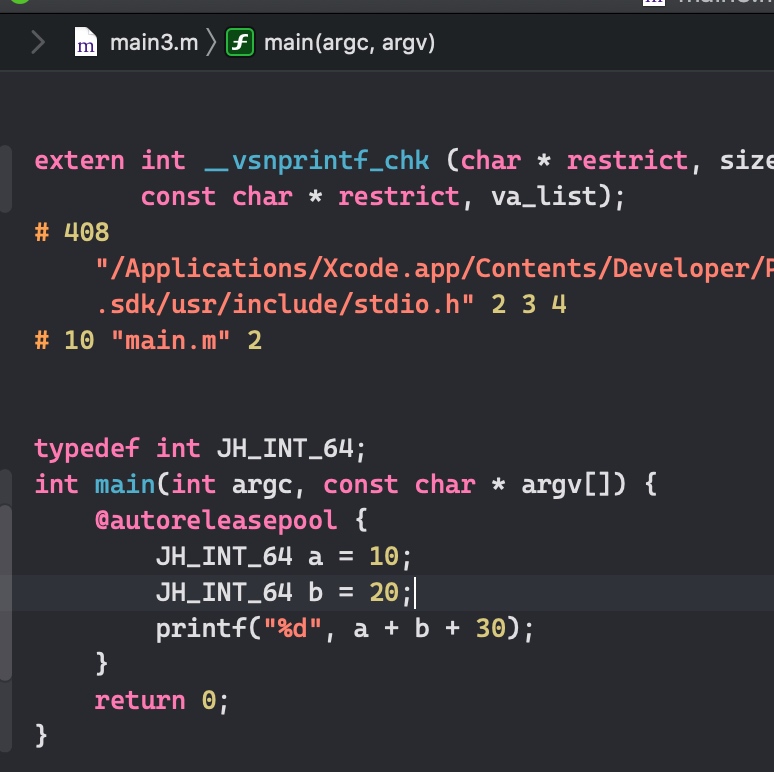 main3.m main(argc, argv)
extern int __vsnprintf_chk (char * restrict, size
const char * restrict, va_list);
# 408
"/Applications/Xcode.app/Contents/Developer/P
.sdk/usr/include/stdio.h" 2 3 4
# 10 "main.m" 2
typedef int JH_INT_64;
int main(int argc, const char * argv[]) {
@autoreleasepool {
JH_INT_64 a = 10;
JH_INT_64 b = 20;
printf("%d", a + b + 30);
}
return 0;
}